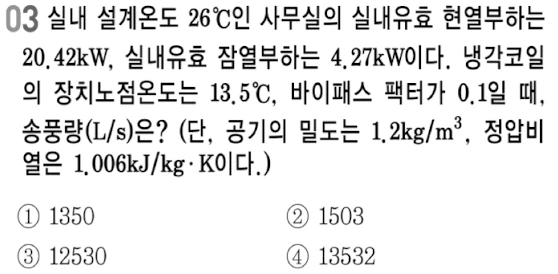 03 실내 설계온도 26℃인 사무실의 실내유효 현열부하는
20.42kW, 실내유효 잠열부하는 4.27kW이다. 냉각코일
의 장치노점온도는 13.5℃, 바이패스 팩터가 0.1일 때,
송풍량(L/s)은? (단, 공기의 밀도는 1.2kg/m³, 정압비
열은 1.006kJ/kg·K이다.)
① 1350 ② 1503
③ 12530 ④ 13532